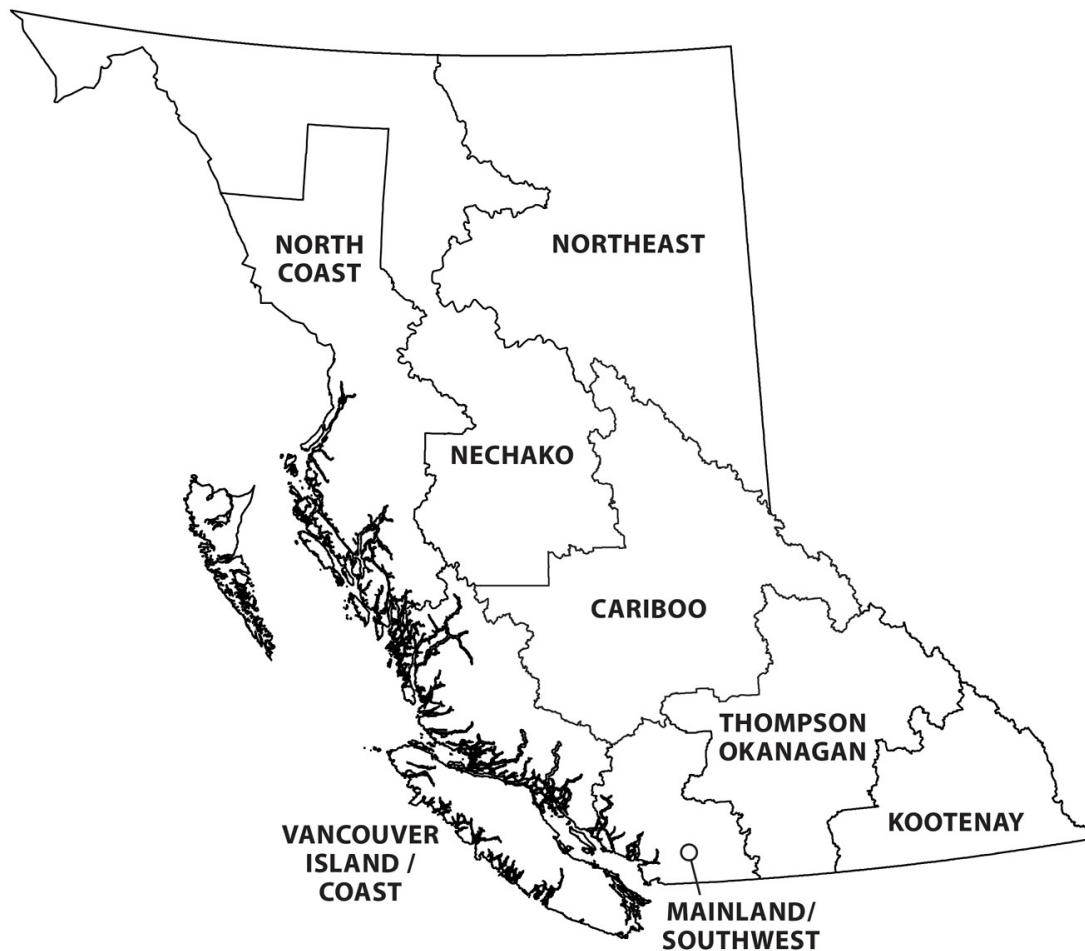 NORTH
COAST
NORTHEAST
NECHAKO
CARIBOO
THOMPSON
OKANAGAN
KOOTENAY
VANCOUVER
ISLAND /
COAST
MAINLAND/
SOUTHWEST